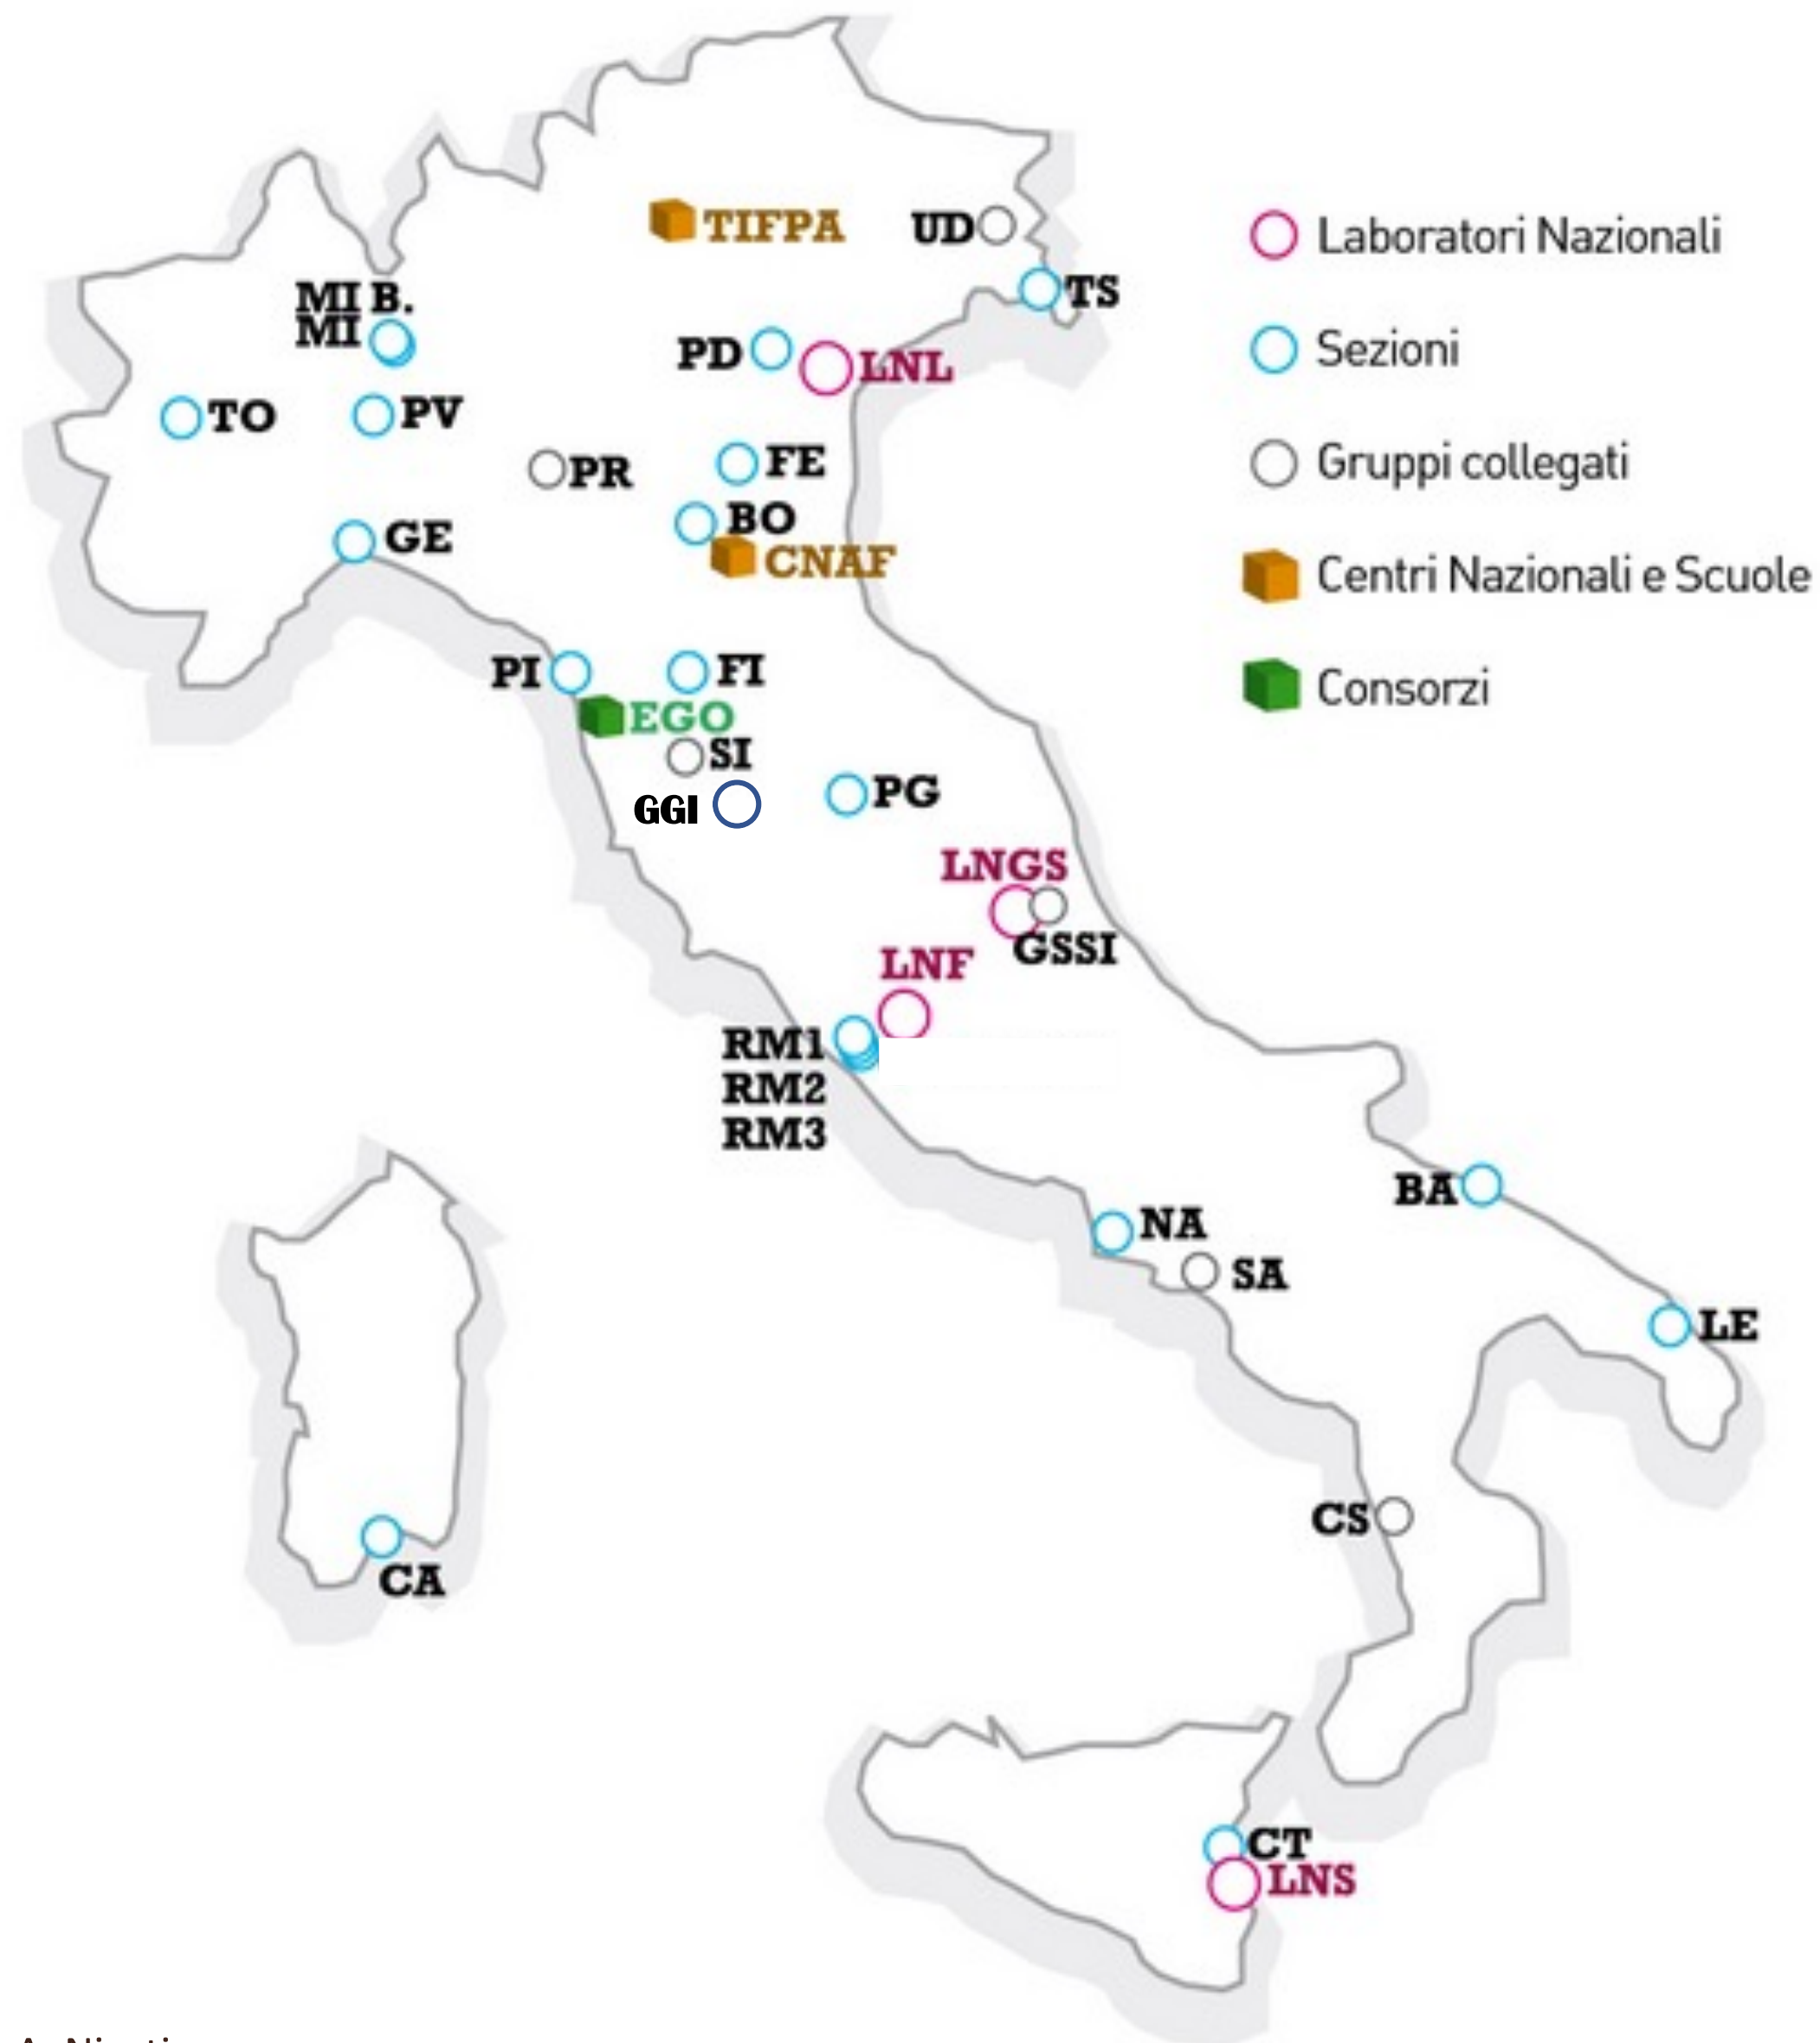 TIFPA
UD
Laboratori Nazionali
TS
MI B.
MI
Sezioni
PD
LNL
TO
PV
FE
PR
Gruppi collegati
BO
GE
CNAF
Centri Nazionali e Scuole
PI
FI
Consorzi
EGO
SI
GGI
PG
LNGS
GSSI
LNF
RM1
RM2
RM3
BA
NA
SA
LE
CS
CA
CT
LNS